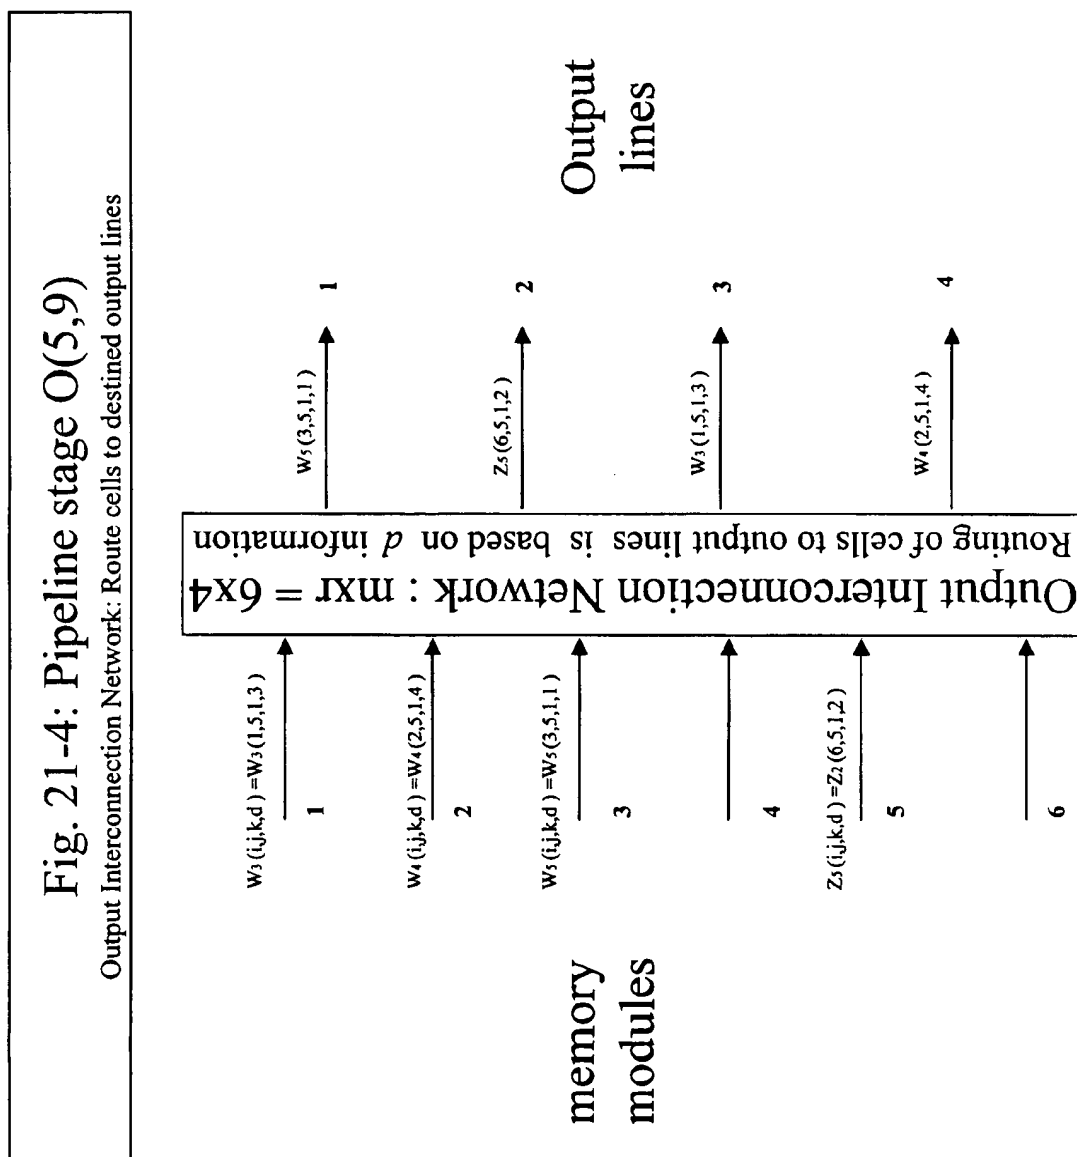 Fig. 21-4: Pipeline stage O(5,9)
Output Interconnection Network: Route cells to destined output lines
memory
modules
W3 (i,j,k,d ) =W3 (1,5,1,3 )
1
W4 (i,j,k,d ) =W4 (2,5,1,4 )
2
W5 (i,j,k,d ) =W5 (3,5,1,1 )
3
4
Z5 (i,j,k,d ) =Z2 (6,5,1,2 )
5
6
Output Interconnection Network : mxr = 6x4
Routing of cells to output lines is based on d information
W5 (3,5,1,1 )
1
Z5 (6,5,1,2 )
2
W3 (1,5,1,3 )
3
W4 (2,5,1,4 )
4
Output
lines